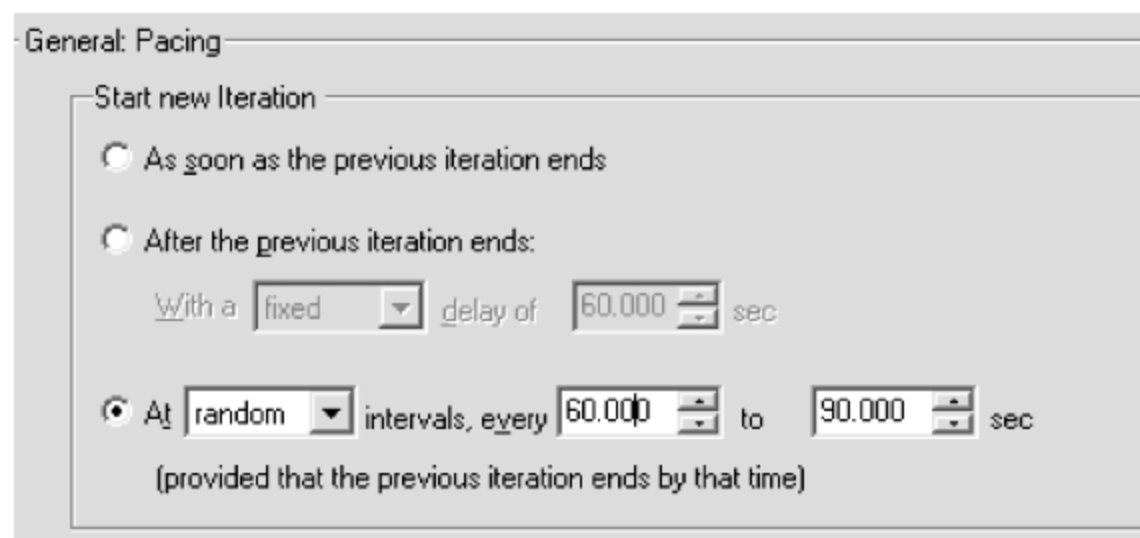 General: Pacing
Start new Iteration
As soon as the previous iteration ends
After the previous iteration ends:
With a fixed delay of 60.000 sec
At random intervals, every 60.000 to 90.000 sec
(provided that the previous iteration ends by that time)